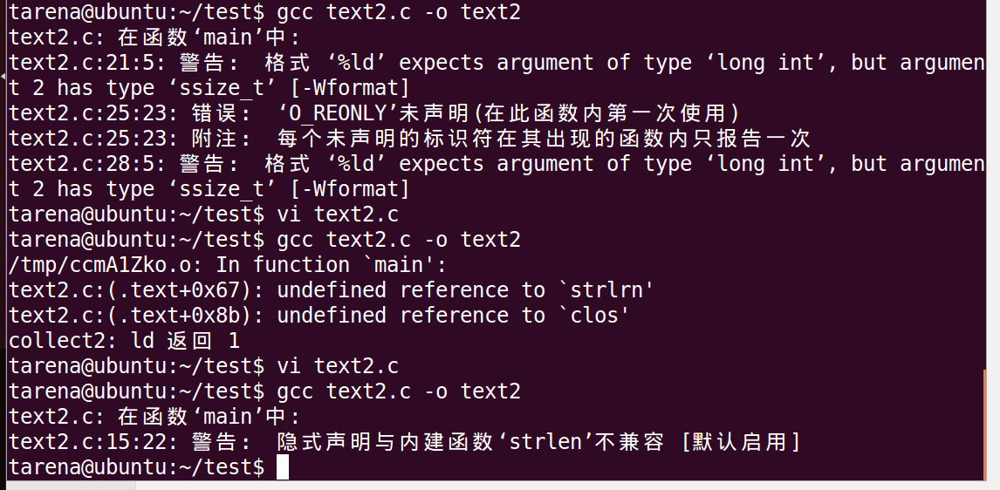 tarena@ubuntu:~/test$ gcc text2.c -o text2
text2.c: 在函数‘main’中:
text2.c:21:5: 警告: 格式 ‘%ld’ expects argument of type ‘long int’, but argumen
t 2 has type ‘ssize_t’ [-Wformat]
text2.c:25:23: 错误: ‘O_REONLY’未声明(在此函数内第一次使用)
text2.c:25:23: 附注: 每个未声明的标识符在其出现的函数内只报告一次
text2.c:28:5: 警告: 格式 ‘%ld’ expects argument of type ‘long int’, but argumen
t 2 has type ‘ssize_t’ [-Wformat]
tarena@ubuntu:~/test$ vi text2.c
tarena@ubuntu:~/test$ gcc text2.c -o text2
/tmp/ccmA1Zko.o: In function `main':
text2.c:(.text+0x67): undefined reference to `strlrn'
text2.c:(.text+0x8b): undefined reference to `clos'
collect2: ld 返回 1
tarena@ubuntu:~/test$ vi text2.c
tarena@ubuntu:~/test$ gcc text2.c -o text2
text2.c: 在函数‘main’中:
text2.c:15:22: 警告: 隐式声明与内建函数‘strlen’不兼容 [默认启用]
tarena@ubuntu:~/test$